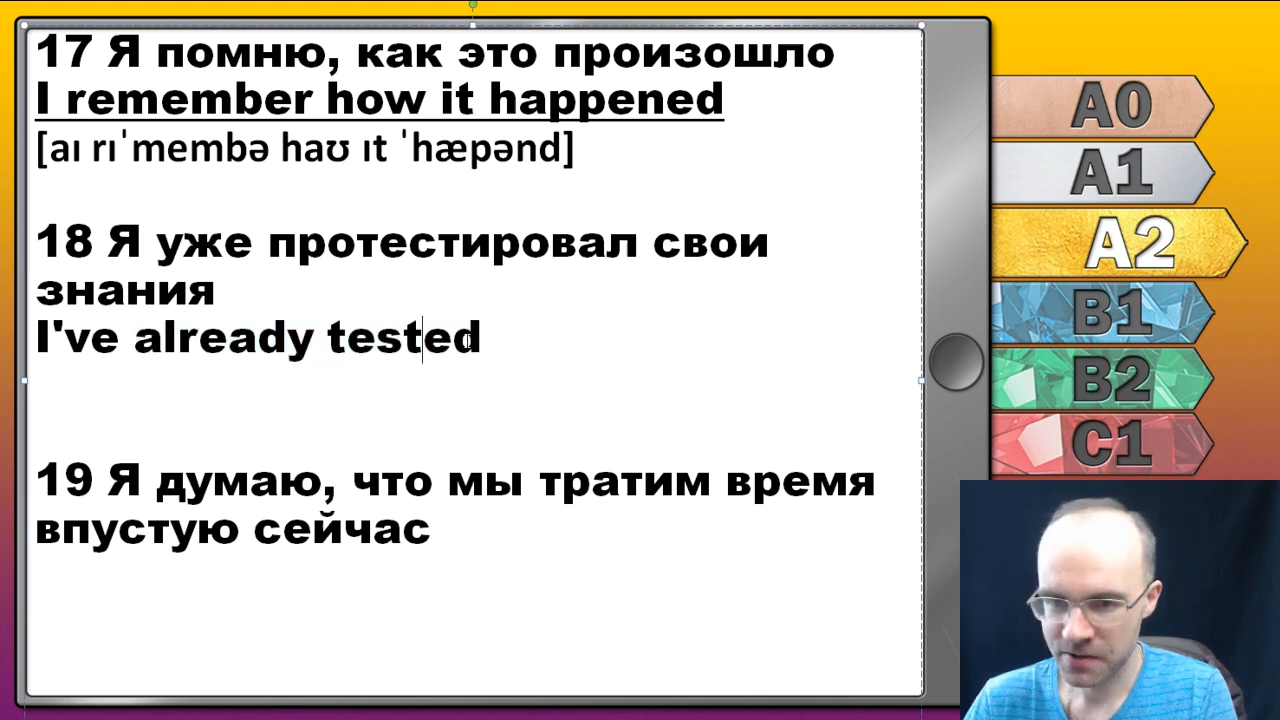 17 Я помню, как это произошло
I remember how it happened
[aɪ rɪˈmembə haʊ ɪt ˈhæpənd]
18 Я уже протестировал свои
знания
I've already tested
19 Я думаю, что мы тратим время
впустую сейчас
A0
A1
A2
B1
B2
C1